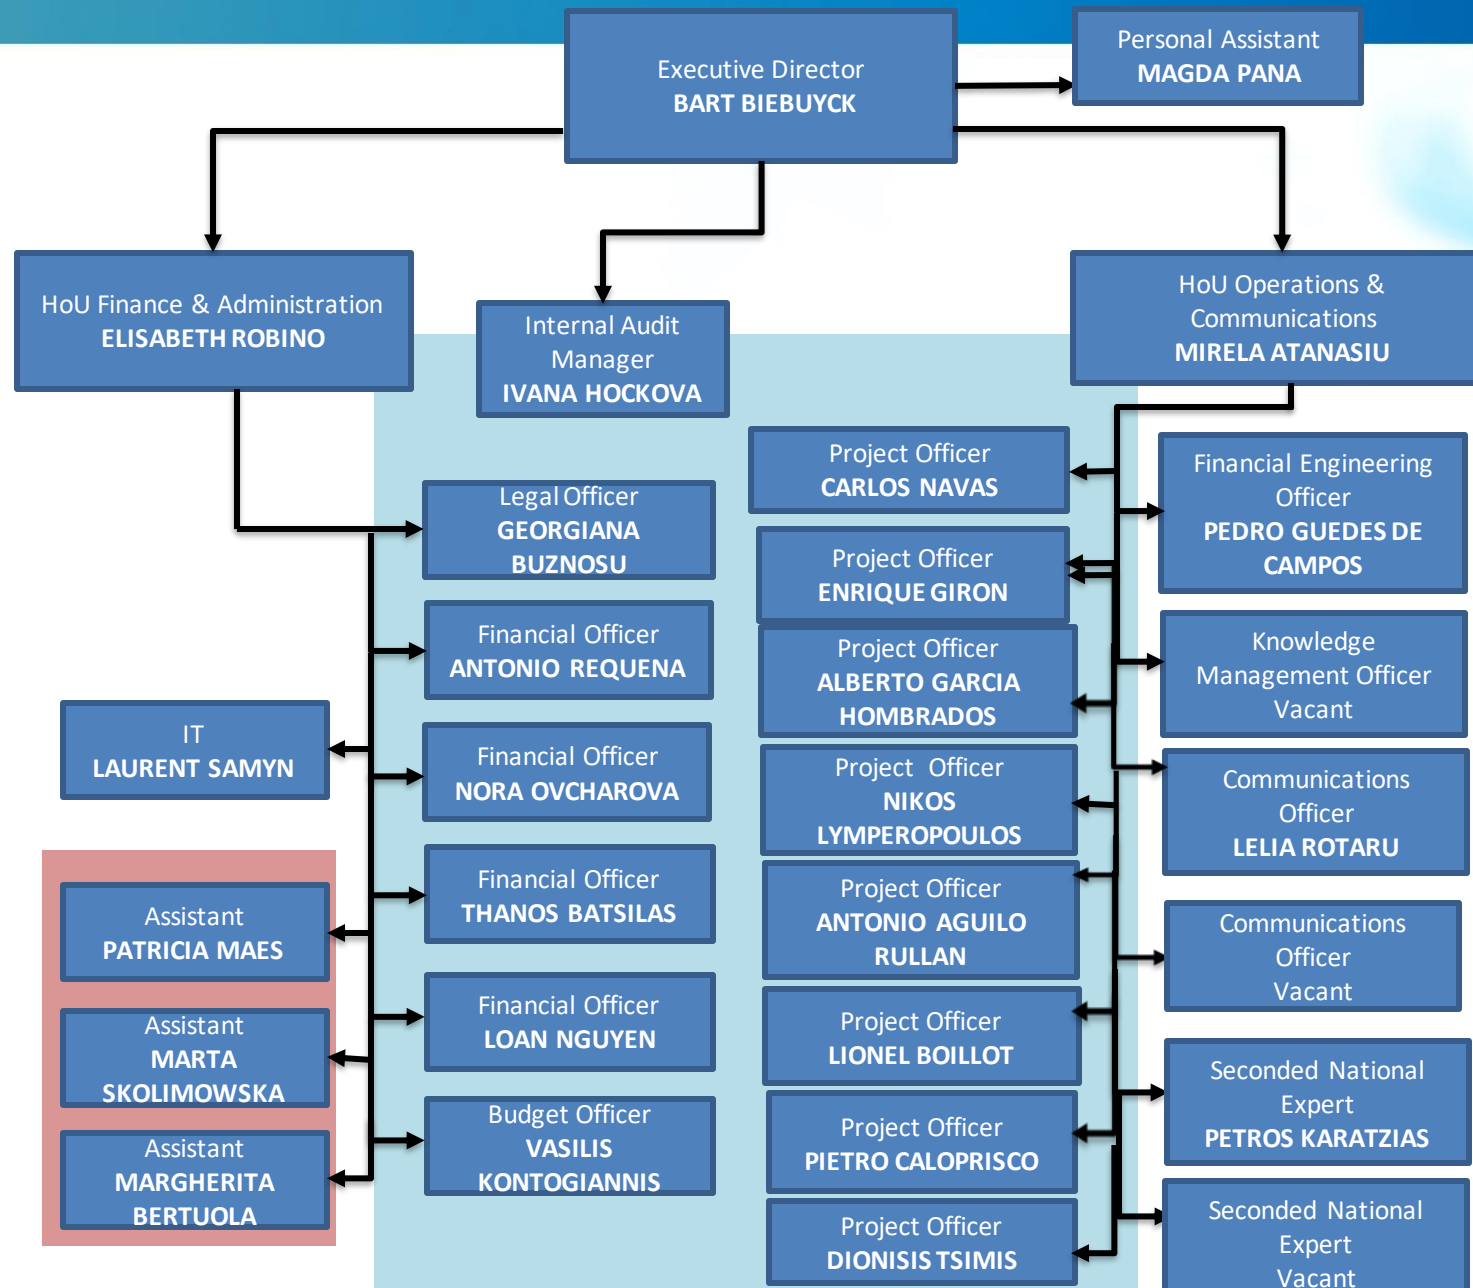 Executive Director
BART BIEBUYCK
Personal Assistant
MAGDA PANA
HoU Finance & Administration
ELISABETH ROBINO
Internal Audit
Manager
IVANA HOCKOVA
HoU Operations &
Communications
MIRELA ATANASIU
Legal Officer
GEORGIANA
BUZNOSU
Financial Officer
ANTONIO REQUENA
IT
LAURENT SAMYN
Financial Officer
NORA OVCHAROVA
Financial Officer
THANOS BATSILAS
Assistant
PATRICIA MAES
Financial Officer
LOAN NGUYEN
Assistant
MARTA
SKOLIMOWSKA
Budget Officer
VASILIS
KONTOGIANNIS
Assistant
MARGHERITA
BERTUOLA
Project Officer
CARLOS NAVAS
Project Officer
ENRIQUE GIRON
Project Officer
ALBERTO GARCIA
HOMBRADOS
Project Officer
NIKOS
LYMPEROPOULOS
Project Officer
ANTONIO AGUILO
RULLAN
Project Officer
LIONEL BOILLOT
Project Officer
PIETRO CALOPRISCO
Project Officer
DIONISIS TSIMIS
Financial Engineering
Officer
PEDRO GUEDES DE
CAMPOS
Knowledge
Management Officer
Vacant
Communications
Officer
LELIA ROTARU
Communications
Officer
Vacant
Seconded National
Expert
PETROS KARATZIAS
Seconded National
Expert
Vacant